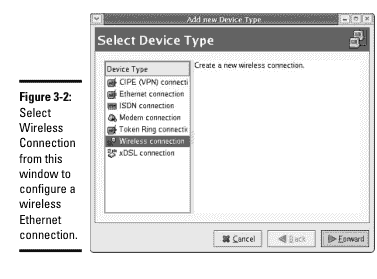 Add new Device Type
Select Device Type
Device Type
CIPE (VPN) connecti
Ethernet connection
ISDN connection
Modem connection
Token Ring connectic
Wireless connection
xDSL connection
Create a new wireless connection.
Cancel
Back
Forward
Figure 3-2:
Select
Wireless
Connection
from this
window to
configure a
wireless
Ethernet
connection.